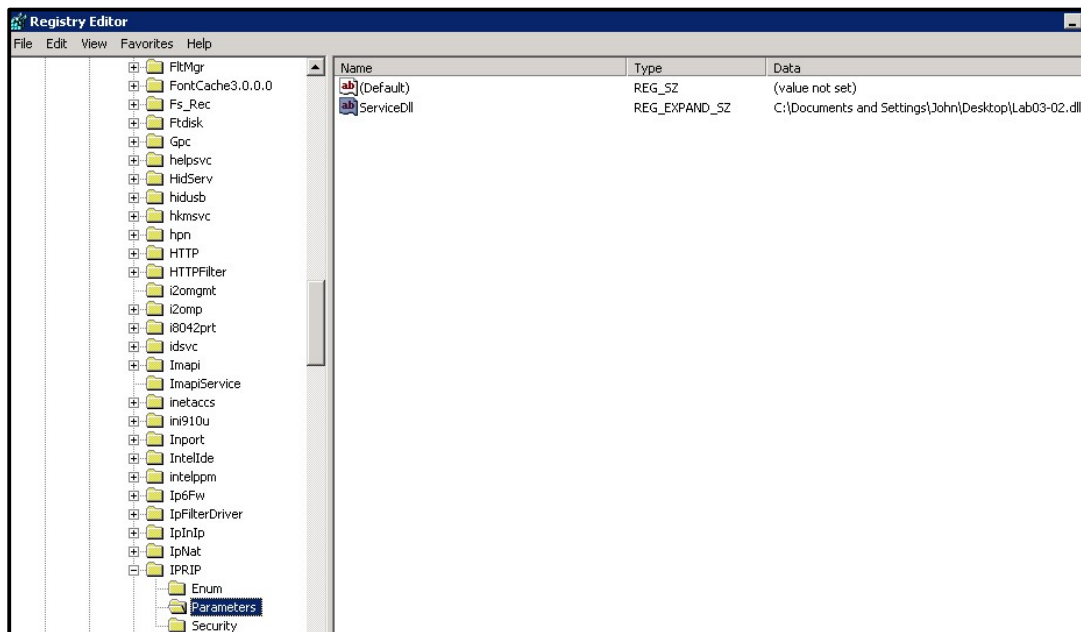 Registry Editor
File Edit View Favorites Help
FltMgr
FontCache3.0.0.0
Fs_Rec
Ftdisk
Gpc
helpsvc
HidServ
hidusb
hkmsvc
hpn
HTTP
HTTPFilter
i2omgmt
i2omp
i8042prt
idsvc
Imapi
ImapiService
inetaccs
ini910u
Inport
IntelIde
intelppm
Ip6Fw
IpFilterDriver
IpInIp
IpNat
IPRIP
Enum
Parameters
Security
Name Type Data
ab (Default) REG_SZ (value not set)
ab ServiceDll REG_EXPAND_SZ C:\Documents and Settings\John\Desktop\Lab03-02.dll